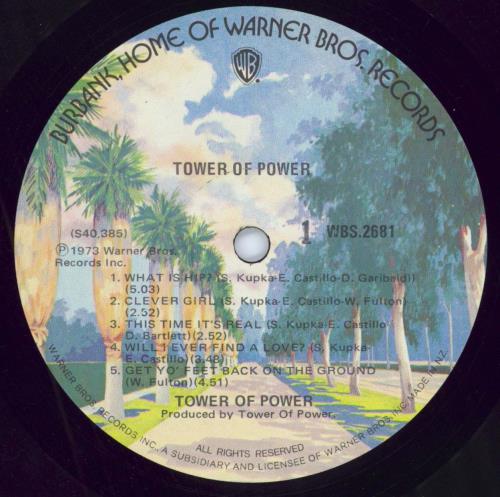 BURBANK, HOME OF WARNER BROS. RECORDS
WB
TOWER OF POWER
(S40,385)
1 WBS.2681
Ⓟ1973 Warner Bros.
Records Inc.
1. WHAT IS HIP? (S. Kupka-E. Castillo-D. Garibaldi)
(5.03)
2. CLEVER GIRL (S. Kupka-E. Castillo-W. Fulton)
(2.52)
3. THIS TIME IT'S REAL (S. Kupka-E. Castillo
D. Bartlett)(2.52)
4. WILL I EVER FIND A LOVE? (S. Kupka-
E. Castillo)(3.48)
5. GET YO' FEET BACK ON THE GROUND
(W. Fulton)(4.51)
TOWER OF POWER
Produced by Tower Of Power.
ALL RIGHTS RESERVED
WARNER BROS. RECORDS INC., A SUBSIDIARY AND LICENSEE OF WARNER BROS. INC. MADE IN N.Z.